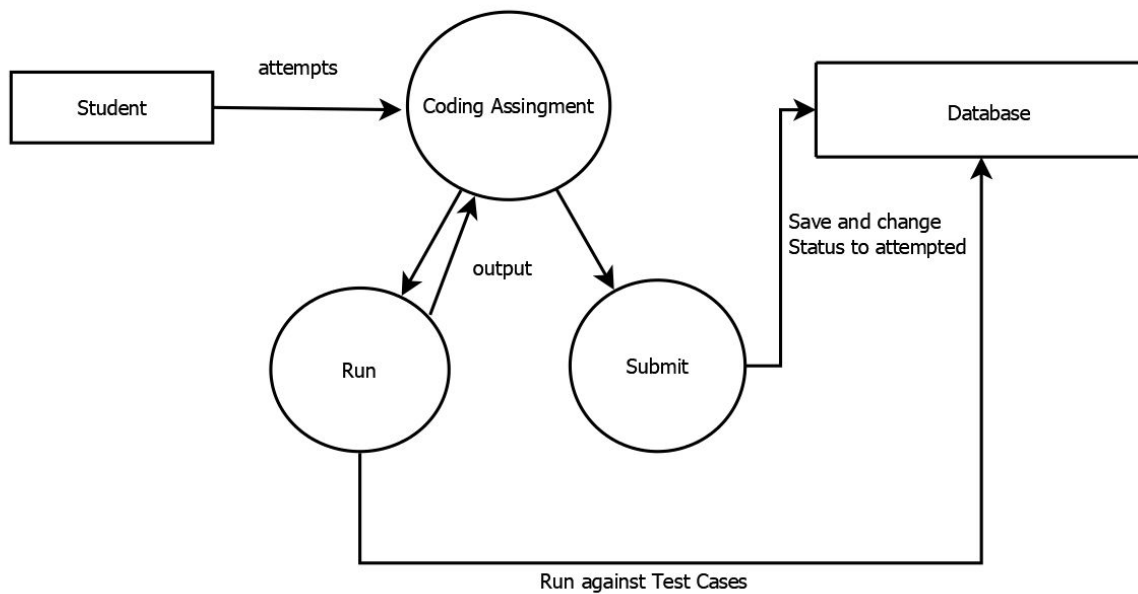 attempts
Student
Coding Assingment
Database
Save and change
Status to attempted
output
Run
Submit
Run against Test Cases